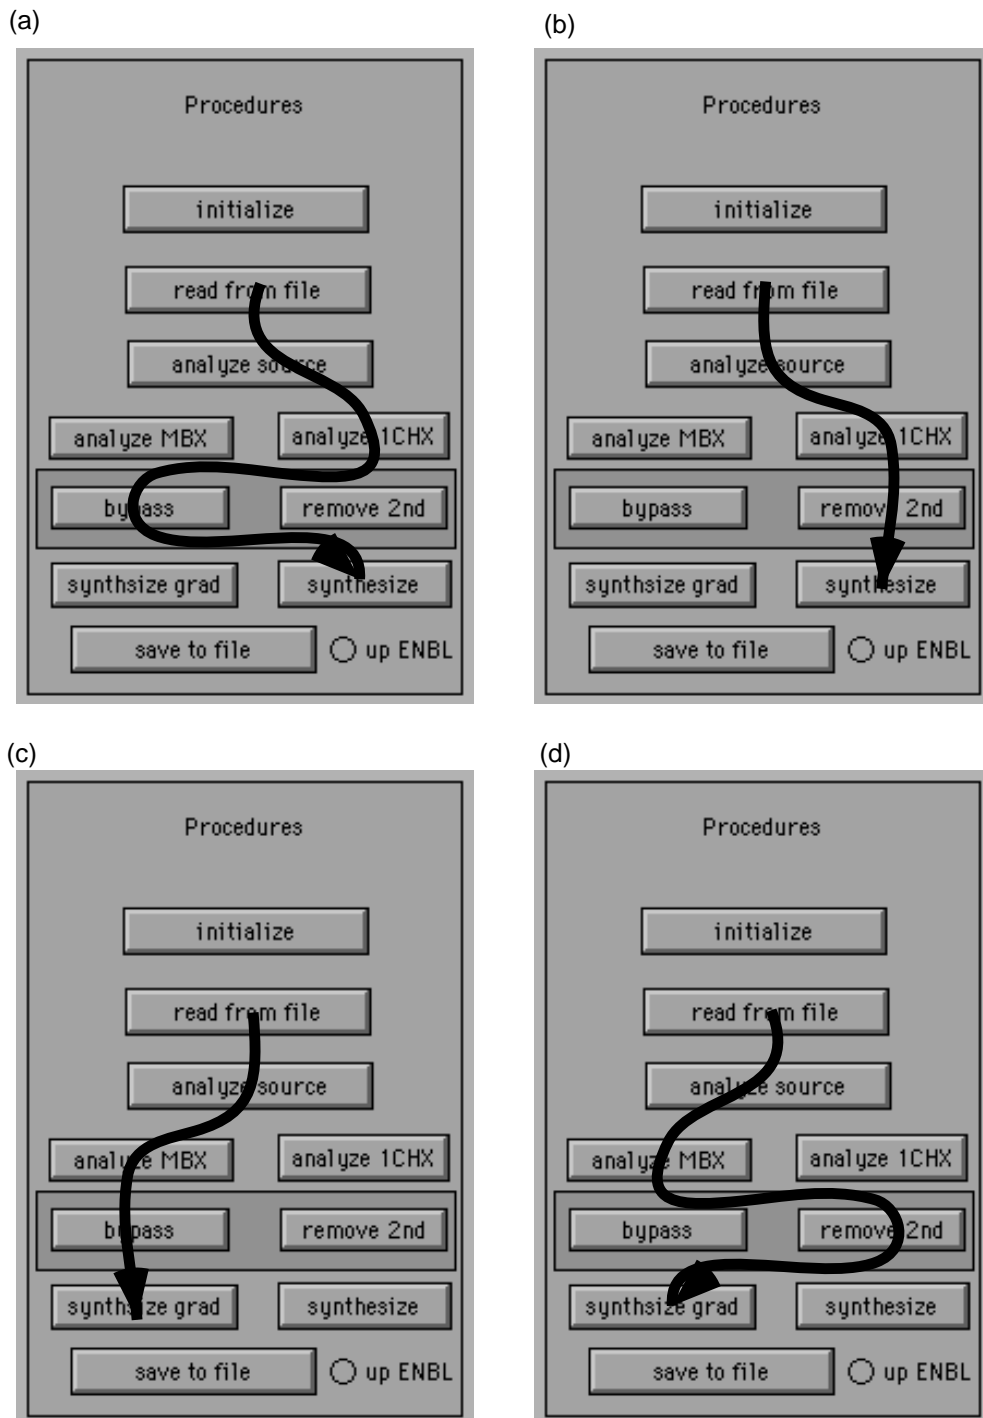 (a)
Procedures
initialize
read from file
analyze source
analyze MBX
analyze 1CHX
bypass
remove 2nd
synthsize grad
synthesize
save to file
up ENBL
(b)
Procedures
initialize
read from file
analyze source
analyze MBX
analyze 1CHX
bypass
remove 2nd
synthsize grad
synthesize
save to file
up ENBL
(c)
Procedures
initialize
read from file
analyze source
analyze MBX
analyze 1CHX
bypass
remove 2nd
synthsize grad
synthesize
save to file
up ENBL
(d)
Procedures
initialize
read from file
analyze source
analyze MBX
analyze 1CHX
bypass
remove 2nd
synthsize grad
synthesize
save to file
up ENBL